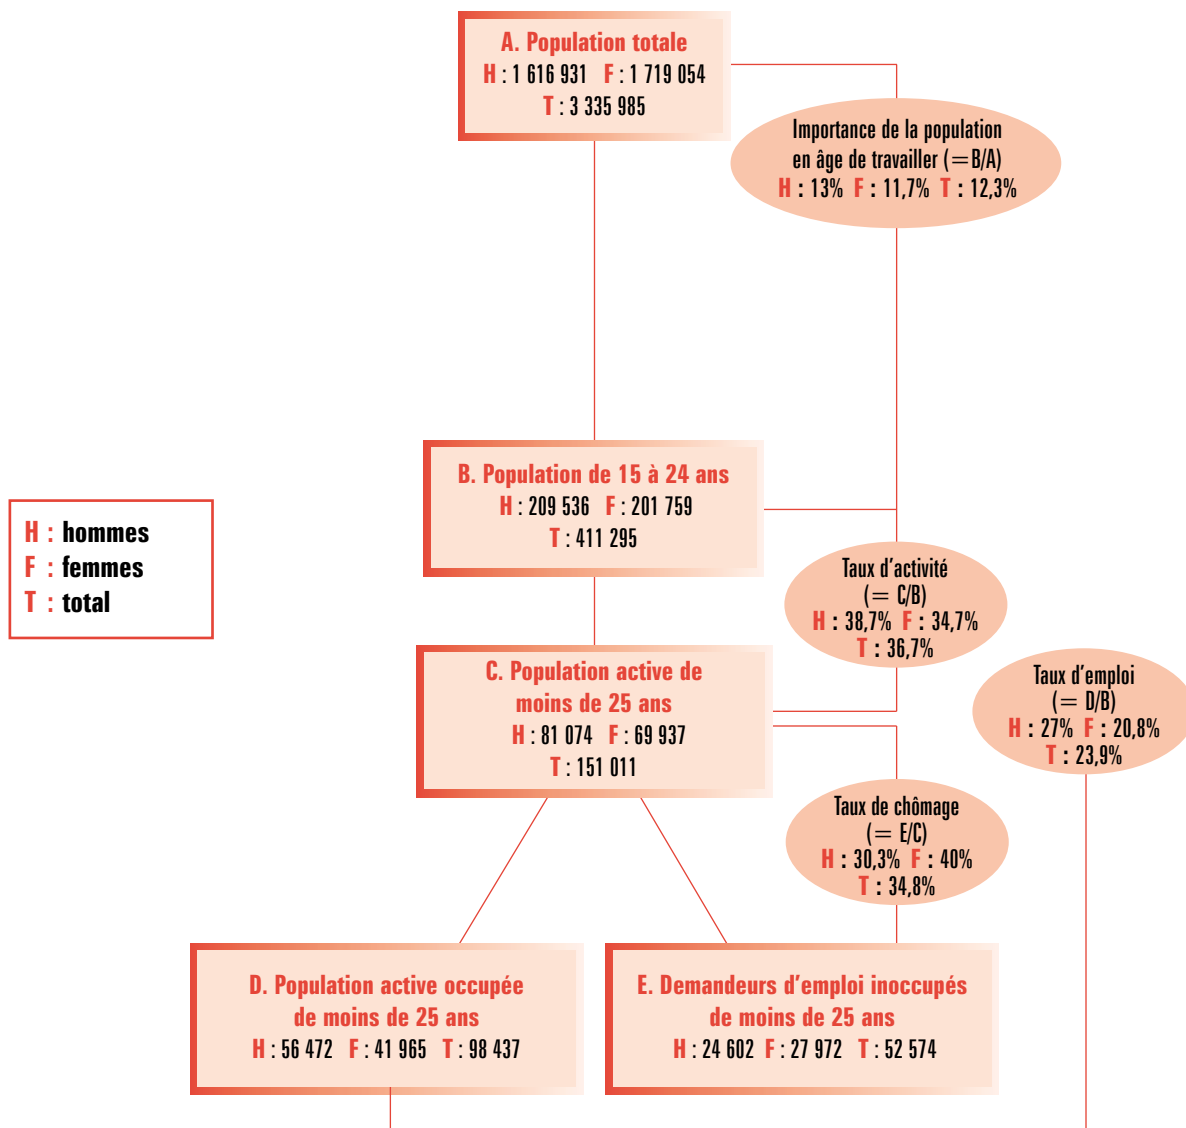 A. Population totale
H : 1 616 931 F : 1 719 054
T : 3 335 985
Importance de la population
en âge de travailler (=B/A)
H : 13% F : 11,7% T : 12,3%
B. Population de 15 à 24 ans
H : 209 536 F : 201 759
T : 411 295
H : hommes
F : femmes
T : total
Taux d'activité
(= C/B)
H : 38,7% F : 34,7%
T : 36,7%
C. Population active de
moins de 25 ans
H : 81 074 F : 69 937
T : 151 011
Taux d'emploi
(= D/B)
H : 27% F : 20,8%
T : 23,9%
Taux de chômage
(= E/C)
H : 30,3% F : 40%
T : 34,8%
D. Population active occupée
de moins de 25 ans
H : 56 472 F : 41 965 T : 98 437
E. Demandeurs d'emploi inoccupés
de moins de 25 ans
H : 24 602 F : 27 972 T : 52 574